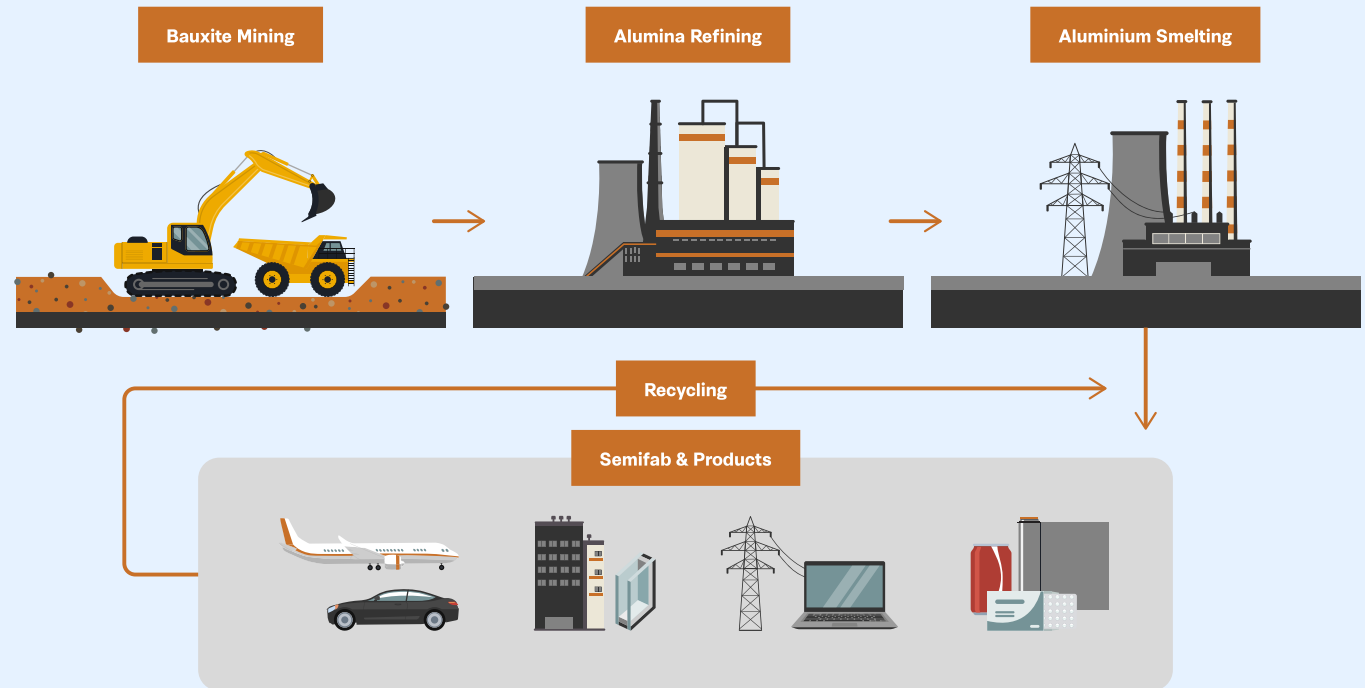 Bauxite Mining
Alumina Refining
Aluminium Smelting
Recycling
Semifab & Products